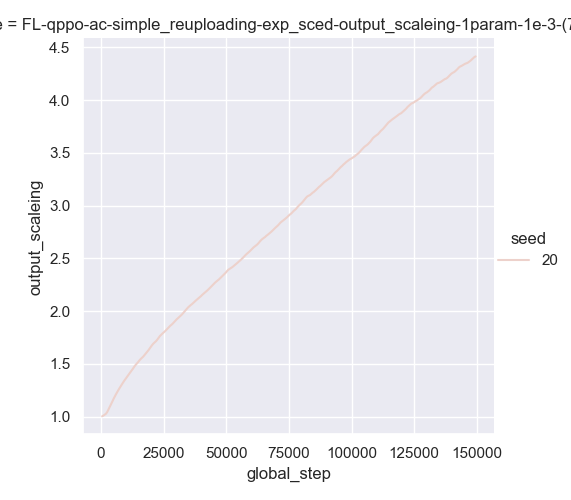 e = FL-qppo-ac-simple_reuploading-exp_sced-output_scaleing-1param-1e-3-(7
4.5
4.0
3.5
3.0
2.5
2.0
1.5
1.0
output_scaleing
0 25000 50000 75000 100000 125000 150000
global_step
seed
20